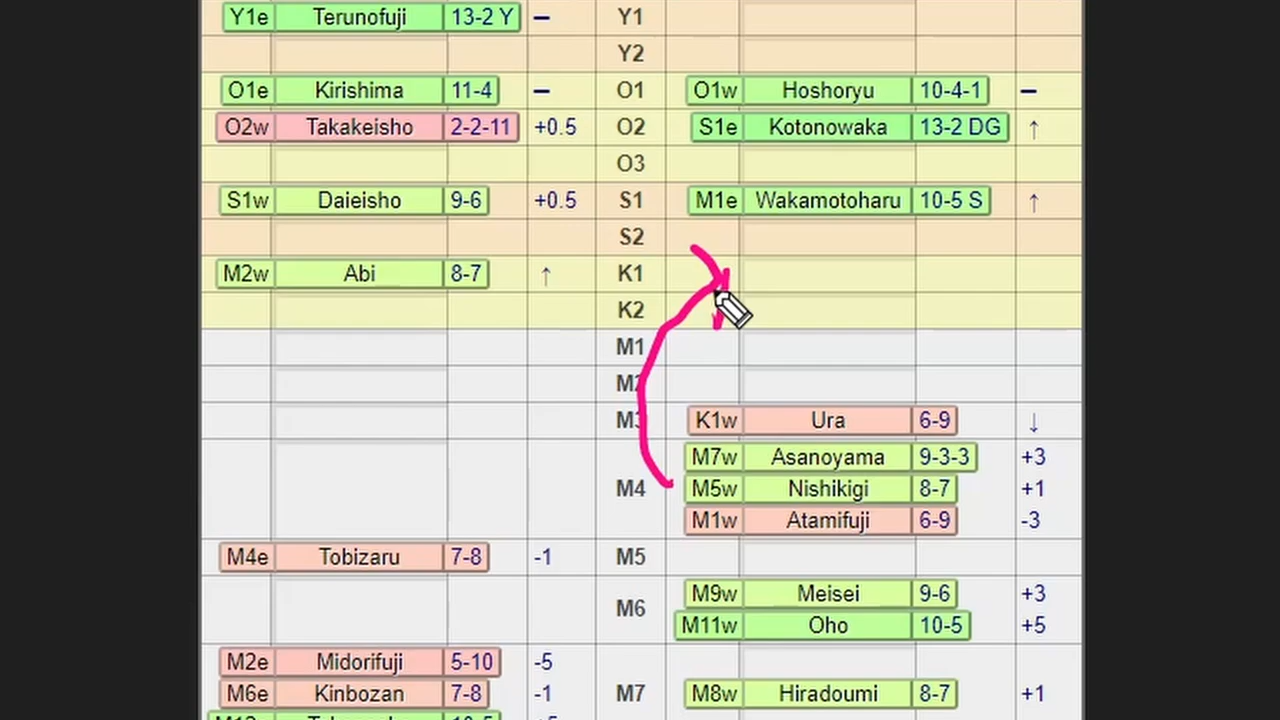 Y1e Terunofuji 13-2 Y – Y1
Y2
O1e Kirishima 11-4 – O1 O1w Hoshoryu 10-4-1 –
O2w Takakeisho 2-2-11 +0.5 O2 S1e Kotonowaka 13-2 DG ↑
O3
S1w Daieisho 9-6 +0.5 S1 M1e Wakamotoharu 10-5 S ↑
S2
M2w Abi 8-7 ↑ K1
K2
M1
M2
M3 K1w Ura 6-9 ↓
M7w Asanoyama 9-3-3 +3
M4 M5w Nishikigi 8-7 +1
M1w Atamifuji 6-9 -3
M4e Tobizaru 7-8 -1 M5
M9w Meisei 9-6 +3
M6
M11w Oho 10-5 +5
M2e Midorifuji 5-10 -5
M6e Kinbozan 7-8 -1 M7 M8w Hiradoumi 8-7 +1